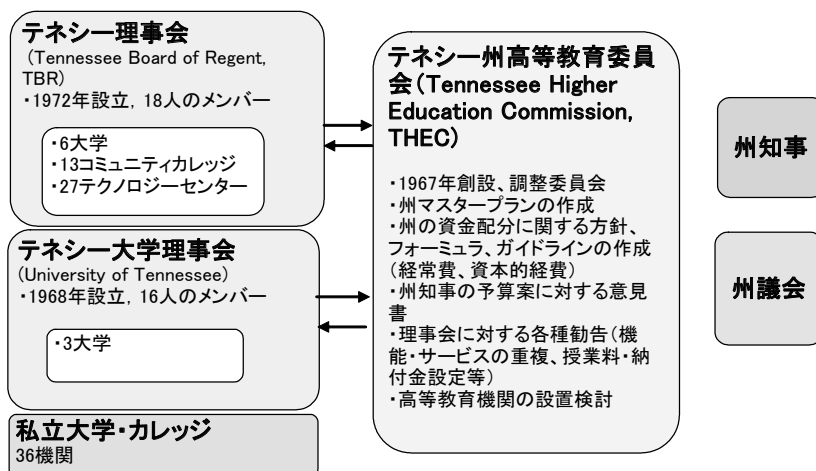 テネシー理事会
(Tennessee Board of Regent,
TBR)
・1972年設立, 18人のメンバー
・6大学
・13コミュニティカレッジ
・27テクノロジーセンター
テネシー大学理事会
(University of Tennessee)
・1968年設立, 16人のメンバー
・3大学
私立大学・カレッジ
36機関
テネシー州高等教育委員
会(Tennessee Higher
Education Commission,
THEC)
・1967年創設、調整委員会
・州マスタープランの作成
・州の資金配分に関する方針、
フォーミュラ、ガイドラインの作成
(経常費、資本的経費)
・州知事の予算案に対する意見
書
・理事会に対する各種勧告(機
能・サービスの重複、授業料・納
付金設定等)
・高等教育機関の設置検討
州知事
州議会